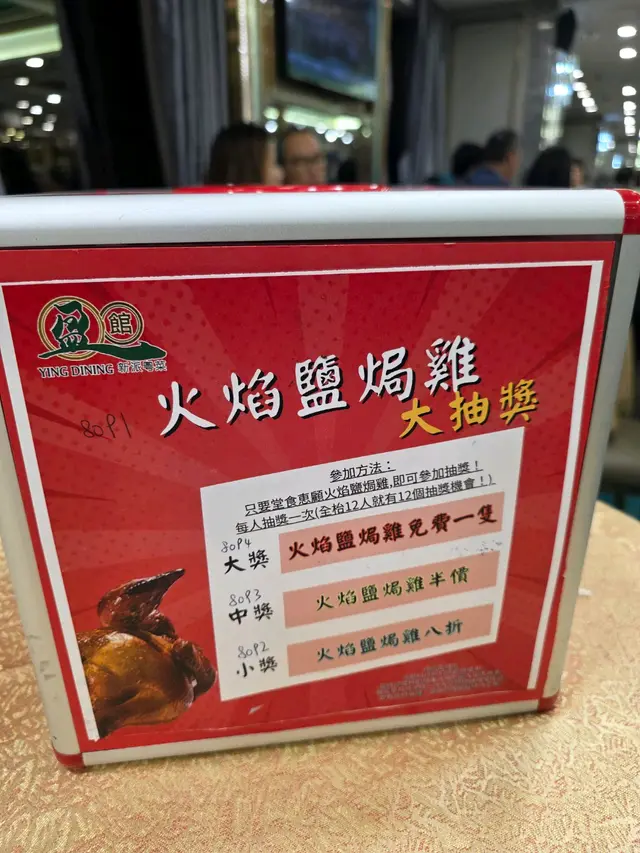 盈館
YING DINING 新派粵菜
火焰鹽焗雞
大抽獎
8091
參加方法：
只要堂食惠顧火焰鹽焗雞,即可參加抽獎！
每人抽獎一次(全枱12人就有12個抽獎機會！)
8094
大獎 火焰鹽焗雞免費一隻
8093
中獎 火焰鹽焗雞半價
8092
小獎 火焰鹽焗雞八折